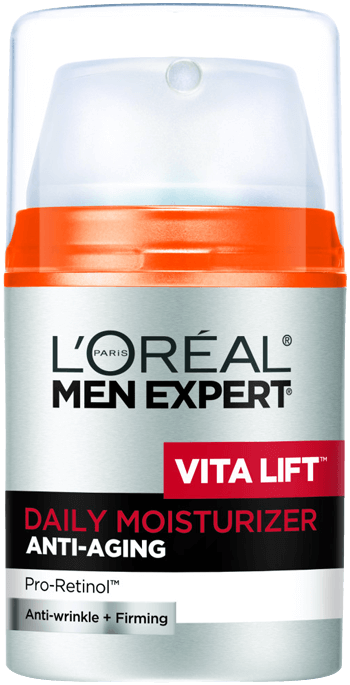 L'ORÉAL®
PARIS
MEN EXPERT®
VITA LIFT™
DAILY MOISTURIZER
ANTI-AGING
Pro-Retinol™
Anti-wrinkle + Firming